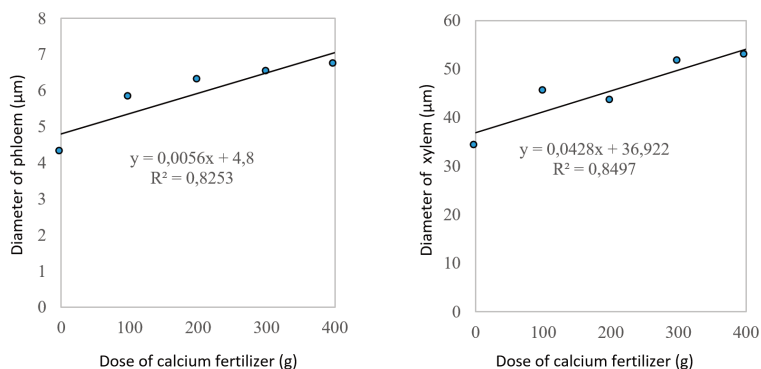 8
7
6
5
4
3
2
1
0
Diameter of phloem (µm)
y = 0,0056x + 4,8
R² = 0,8253
0 100 200 300 400
Dose of calcium fertilizer (g)
60
50
40
30
20
10
0
Diameter of xylem (µm)
y = 0,0428x + 36,922
R² = 0,8497
0 100 200 300 400
Dose of calcium fertilizer (g)